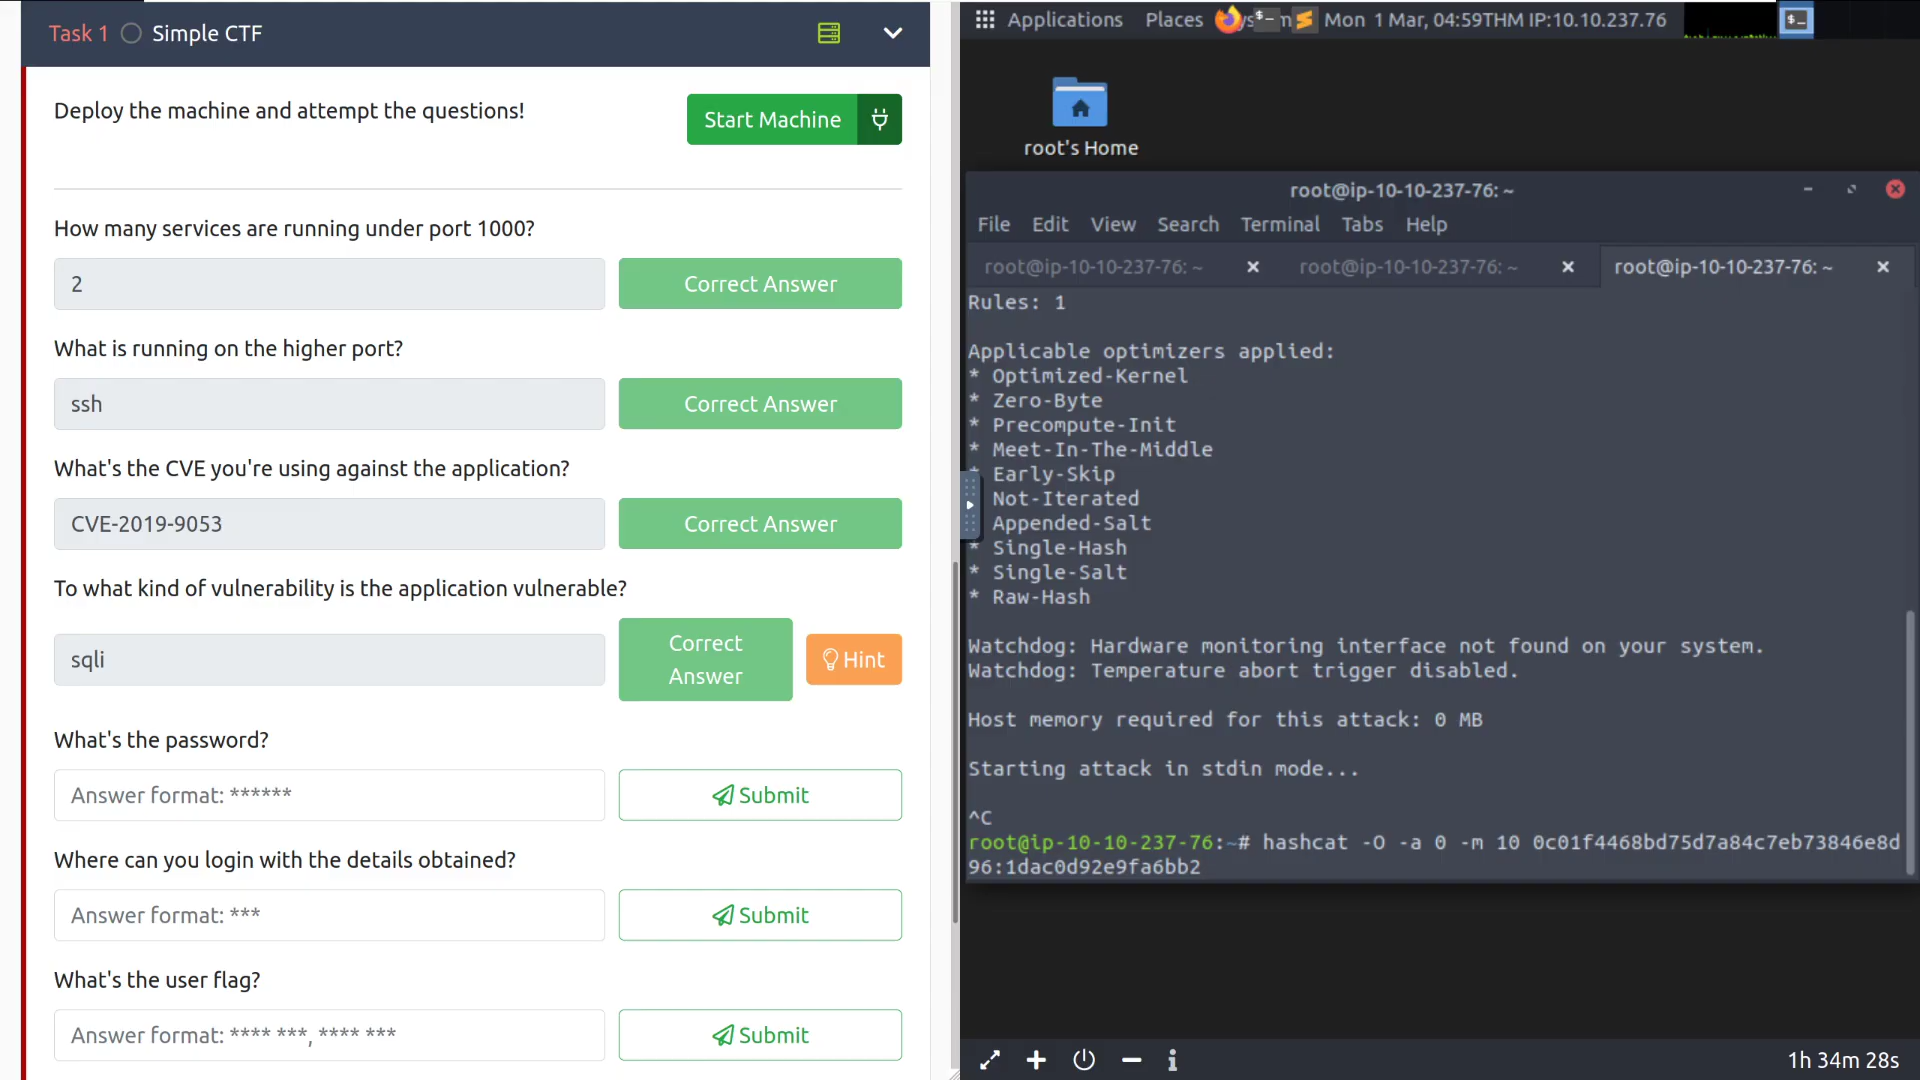 Task 1 Simple CTF
Deploy the machine and attempt the questions!
Start Machine
How many services are running under port 1000?
2
Correct Answer
What is running on the higher port?
ssh
Correct Answer
What's the CVE you're using against the application?
CVE-2019-9053
Correct Answer
To what kind of vulnerability is the application vulnerable?
sqli
Correct
Answer
Hint
What's the password?
Answer format: ******
Submit
Where can you login with the details obtained?
Answer format: ***
Submit
What's the user flag?
Answer format: **** ***, **** ***
Submit
Applications Places Mon 1 Mar, 04:59THM IP:10.10.237.76
root's Home
root@ip-10-10-237-76: ~
File Edit View Search Terminal Tabs Help
root@ip-10-10-237-76: ~ root@ip-10-10-237-76: ~ root@ip-10-10-237-76: ~
Rules: 1
Applicable optimizers applied:
* Optimized-Kernel
* Zero-Byte
* Precompute-Init
* Meet-In-The-Middle
* Early-Skip
Not-Iterated
Appended-Salt
* Single-Hash
* Single-Salt
* Raw-Hash
Watchdog: Hardware monitoring interface not found on your system.
Watchdog: Temperature abort trigger disabled.
Host memory required for this attack: 0 MB
Starting attack in stdin mode...
^C
root@ip-10-10-237-76:~# hashcat -O -a 0 -m 10 0c01f4468bd75d7a84c7eb73846e8d
96:1dac0d92e9fa6bb2
1h 34m 28s